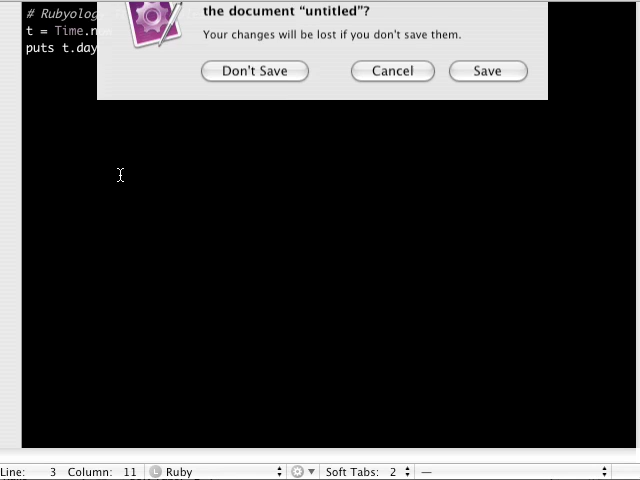 # Rubyolog
the document “untitled”?
t = Time.n
Your changes will be lost if you don't save them.
puts t.day
Don't Save Cancel Save
Line: 3 Column: 11 L Ruby Soft Tabs: 2 —